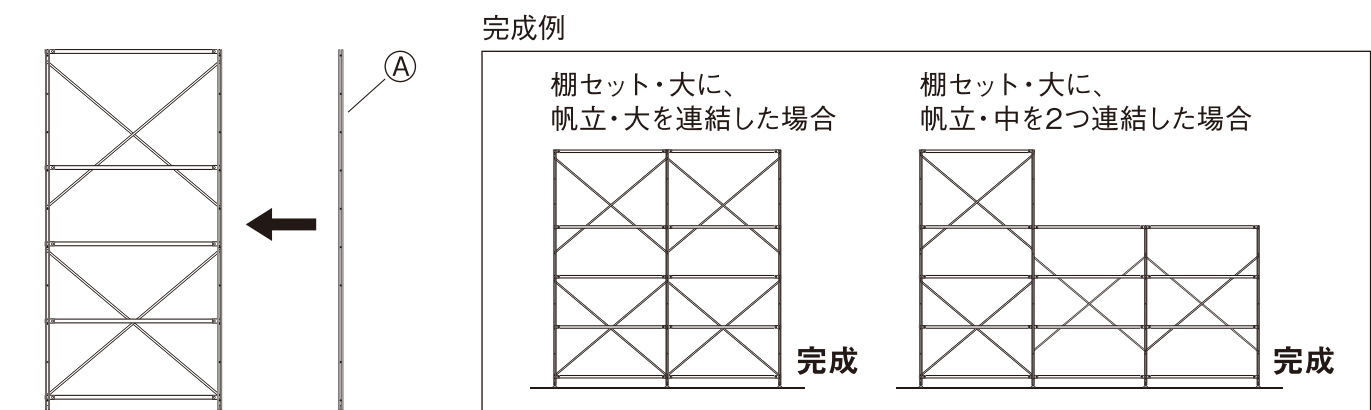 Ⓐ
完成例
棚セット・大に、
帆立・大を連結した場合
完成
棚セット・大に、
帆立・中を2つ連結した場合
完成